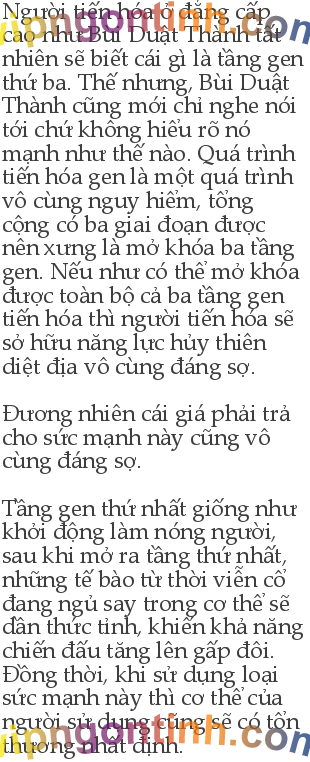 Người tiến hóa ở đẳng cấp
cao như Bùi Duật Thành tất
nhiên sẽ biết cái gì là tầng gen
thứ ba. Thế nhưng, Bùi Duật
Thành cũng mới chỉ nghe nói
tới chứ không hiểu rõ nó
mạnh như thế nào. Quá trình
tiến hóa gen là một quá trình
vô cùng nguy hiểm, tổng
cộng có ba giai đoạn được
nên xưng là mở khóa ba tầng
gen. Nếu như có thể mở khóa
được toàn bộ cả ba tầng gen
tiến hóa thì người tiến hóa sẽ
sở hữu năng lực hủy thiên
diệt địa vô cùng đáng sợ.
Đương nhiên cái giá phải trả
cho sức mạnh này cũng vô
cùng đáng sợ.
Tầng gen thứ nhất giống như
khởi động làm nóng người,
sau khi mở ra tầng thứ nhất,
những tế bào từ thời viễn cổ
đang ngủ say trong cơ thể sẽ
dần thức tỉnh, khiến khả năng
chiến đấu tăng lên gấp đôi.
Đồng thời, khi sử dụng loại
sức mạnh này thì cơ thể của
người sử dụng cũng sẽ có tổn
thương nhất định.
vipngontinh.com
vipngontinh.com